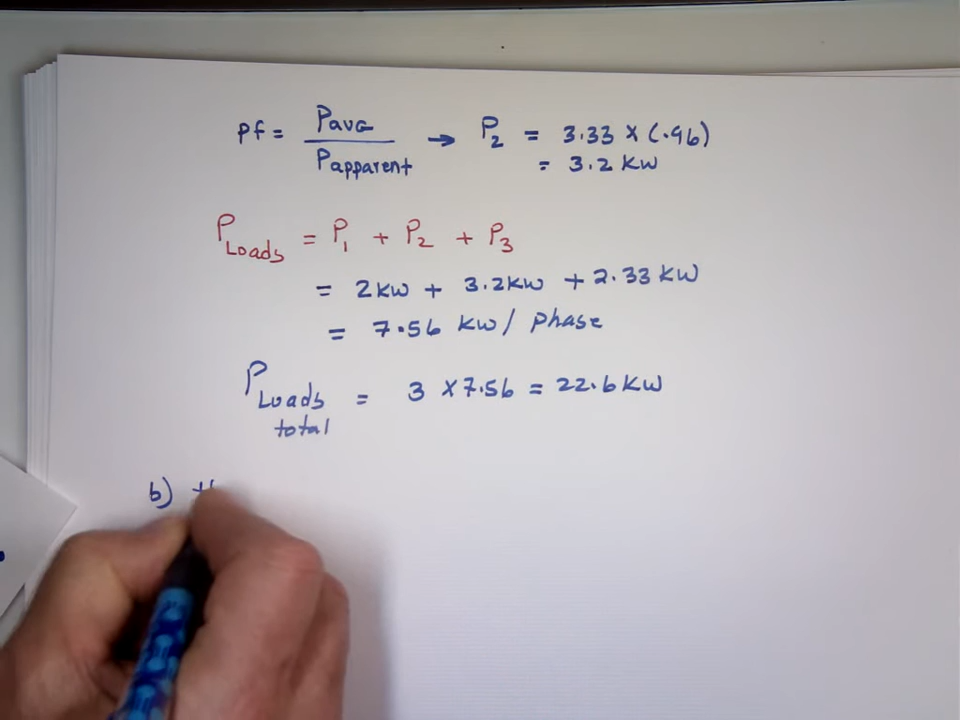 pf = Pavg / Papparent → P2 = 3.33 x (.96)
= 3.2 kw
PLoads = P1 + P2 + P3
= 2kw + 3.2kw + 2.33 kw
= 7.56 kw / phase
PLoads total = 3 x 7.56 = 22.6 kw
b)